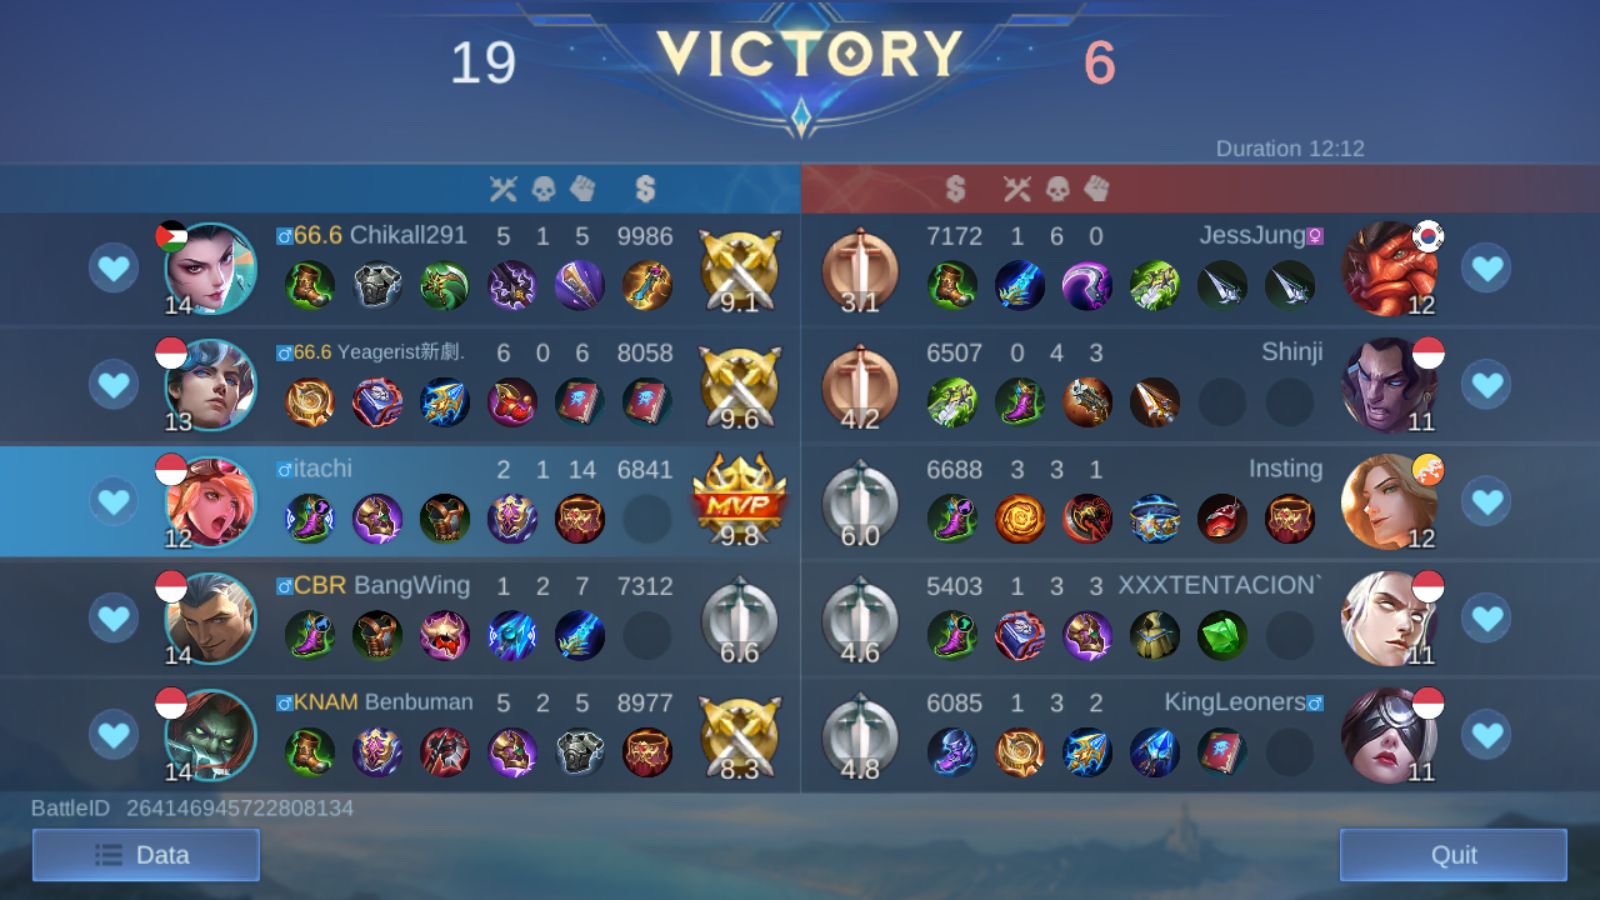 19 VICTORY 6
Duration 12:12
66.6 Chikall291 5 1 5 9986
14 9.1
7172 1 6 0 JessJung
3.1 12
66.6 Yeagerist新劇. 6 0 6 8058
13 9.6
6507 0 4 3 Shinji
4.2 11
itachi 2 1 14 6841
12 MVP 9.8
6688 3 3 1 Insting
6.0 12
CBR BangWing 1 2 7 7312
14 6.6
5403 1 3 3 XXXTENTACION`
4.6 11
KNAM Benbuman 5 2 5 8977
14 8.3
6085 1 3 2 KingLeoners
4.8 11
BattleID 264146945722808134
Data
Quit